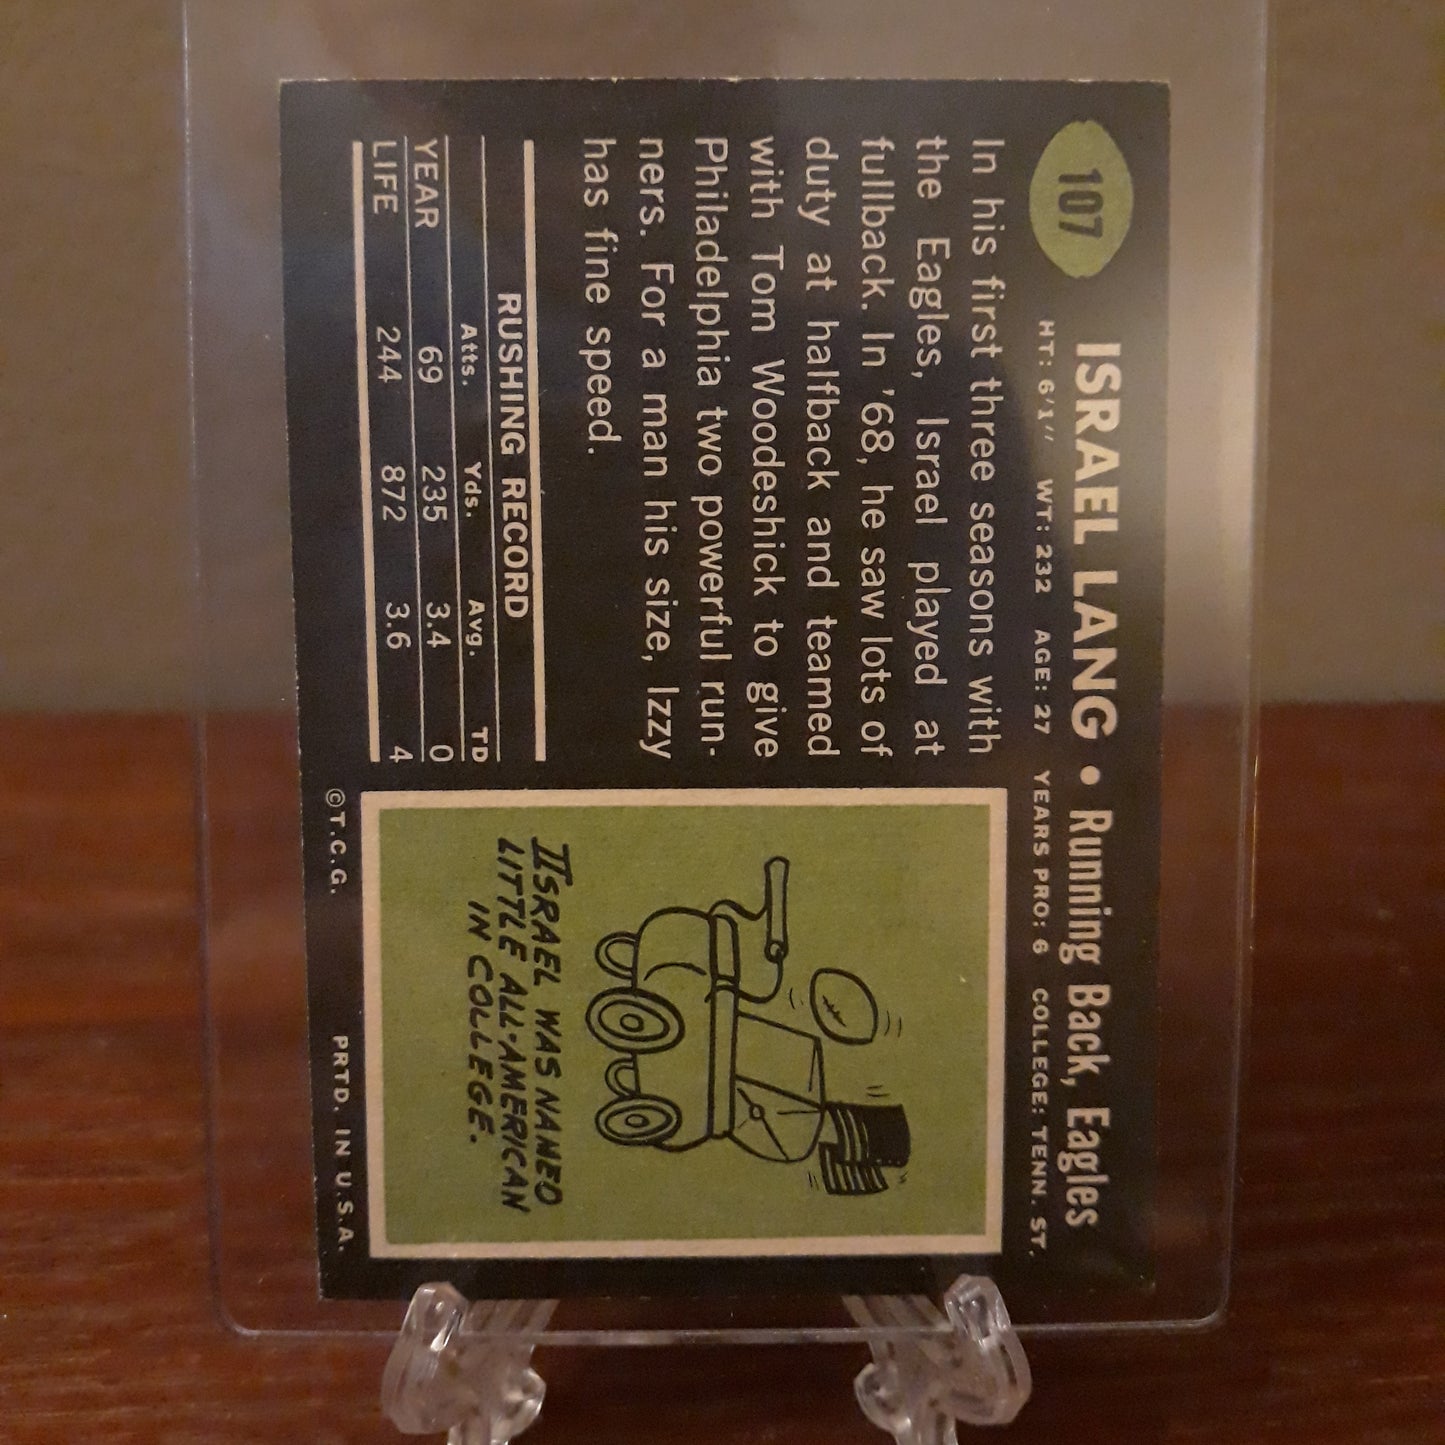 107
ISRAEL LANG • Running Back, Eagles
HT: 6'1" WT: 232 AGE: 27 YEARS PRO: 6 COLLEGE: TENN. ST.
In his first three seasons with
the Eagles, Israel played at
fullback. In '68, he saw lots of
duty at halfback and teamed
with Tom Woodeshick to give
Philadelphia two powerful run-
ners. For a man his size, Izzy
has fine speed.
RUSHING RECORD
Atts. Yds. Avg. TD
YEAR 69 235 3.4 0
LIFE 244 872 3.6 4
ISRAEL WAS NAMED
LITTLE ALL-AMERICAN
IN COLLEGE.
©T.C.G. PRTD. IN U.S.A.